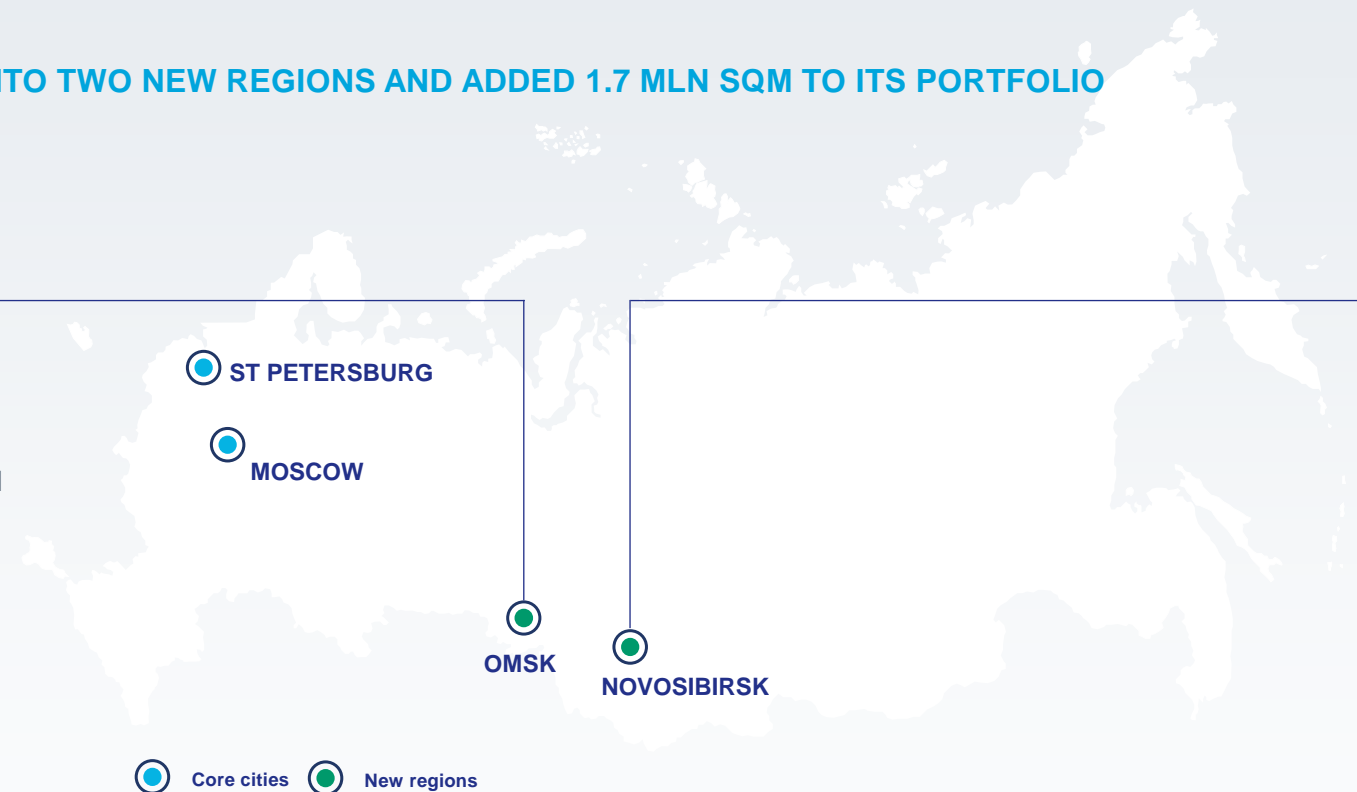 TO TWO NEW REGIONS AND ADDED 1.7 MLN SQM TO ITS PORTFOLIO
ST PETERSBURG
MOSCOW
OMSK
NOVOSIBIRSK
Core cities New regions